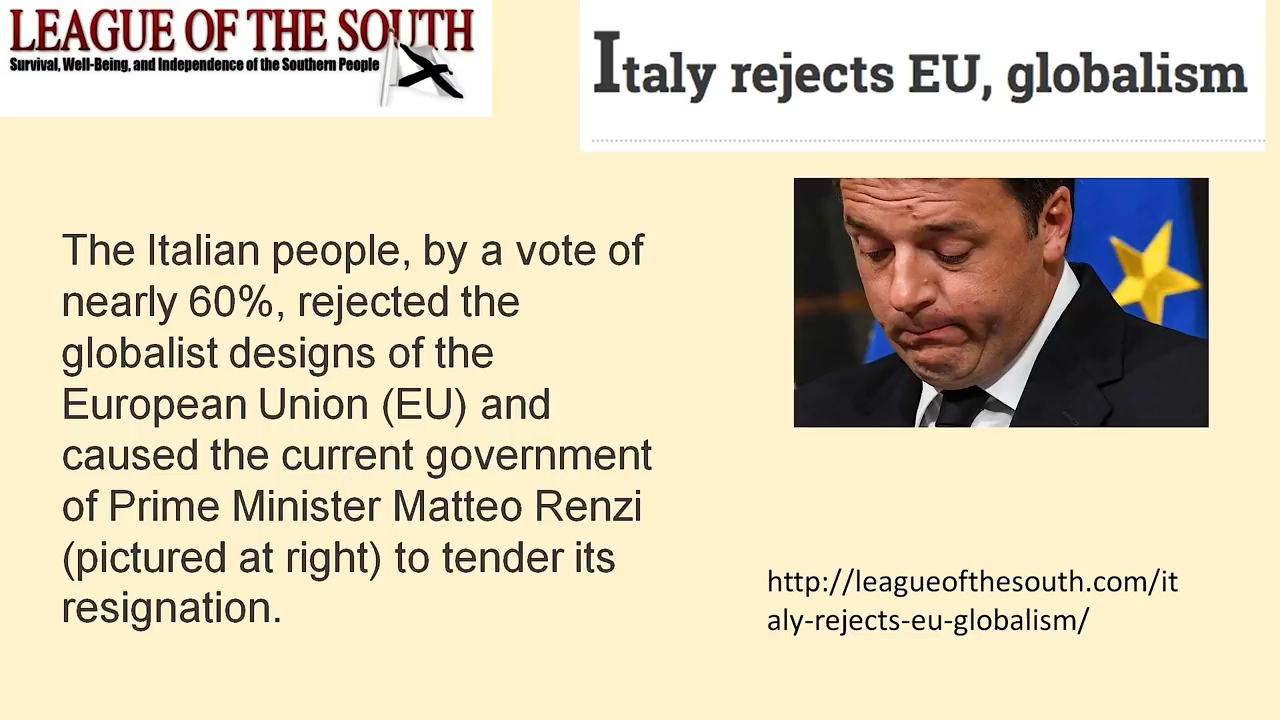 LEAGUE OF THE SOUTH
Survival, Well-Being, and Independence of the Southern People
Italy rejects EU, globalism
The Italian people, by a vote of
nearly 60%, rejected the
globalist designs of the
European Union (EU) and
caused the current government
of Prime Minister Matteo Renzi
(pictured at right) to tender its
resignation.
http://leagueofthesouth.com/it
aly-rejects-eu-globalism/